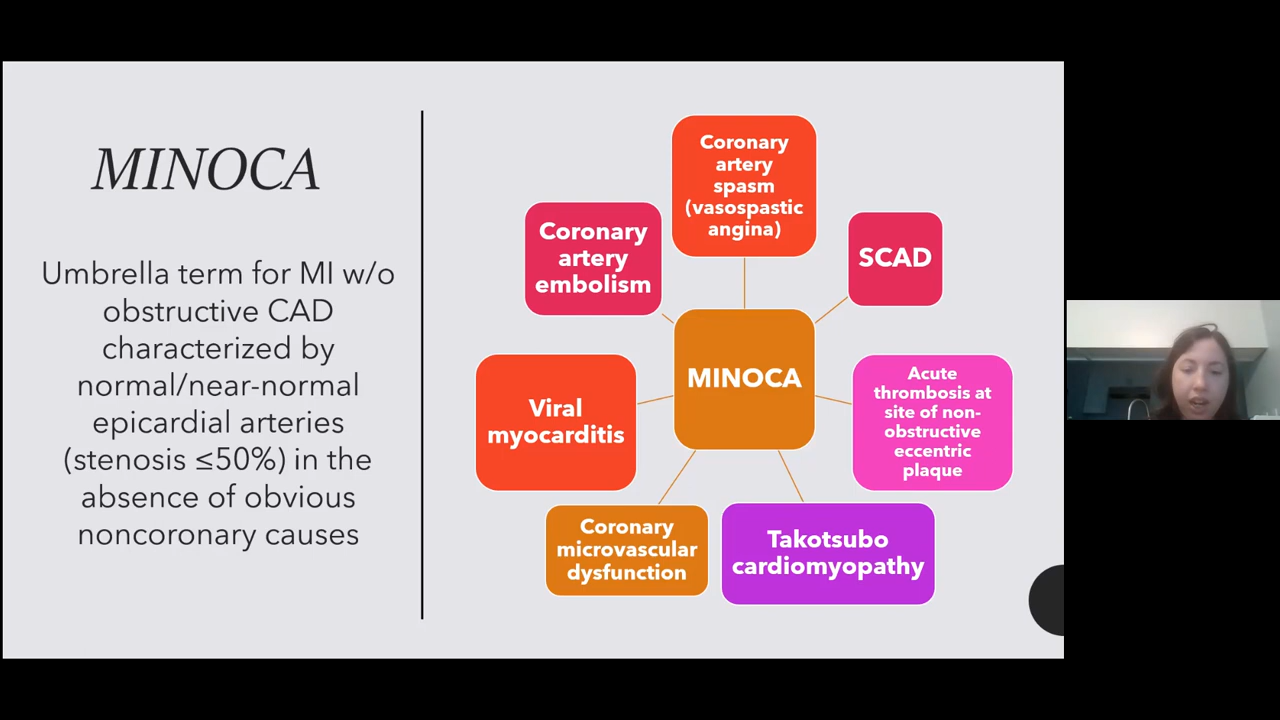 MINOCA
Umbrella term for MI w/o
obstructive CAD
characterized by
normal/near-normal
epicardial arteries
(stenosis ≤50%) in the
absence of obvious
noncoronary causes
Coronary
artery
spasm
(vasospastic
angina)
SCAD
Acute
thrombosis at
site of non-
obstructive
eccentric
plaque
Takotsubo
cardiomyopathy
Coronary
microvascular
dysfunction
Viral
myocarditis
Coronary
artery
embolism
MINOCA